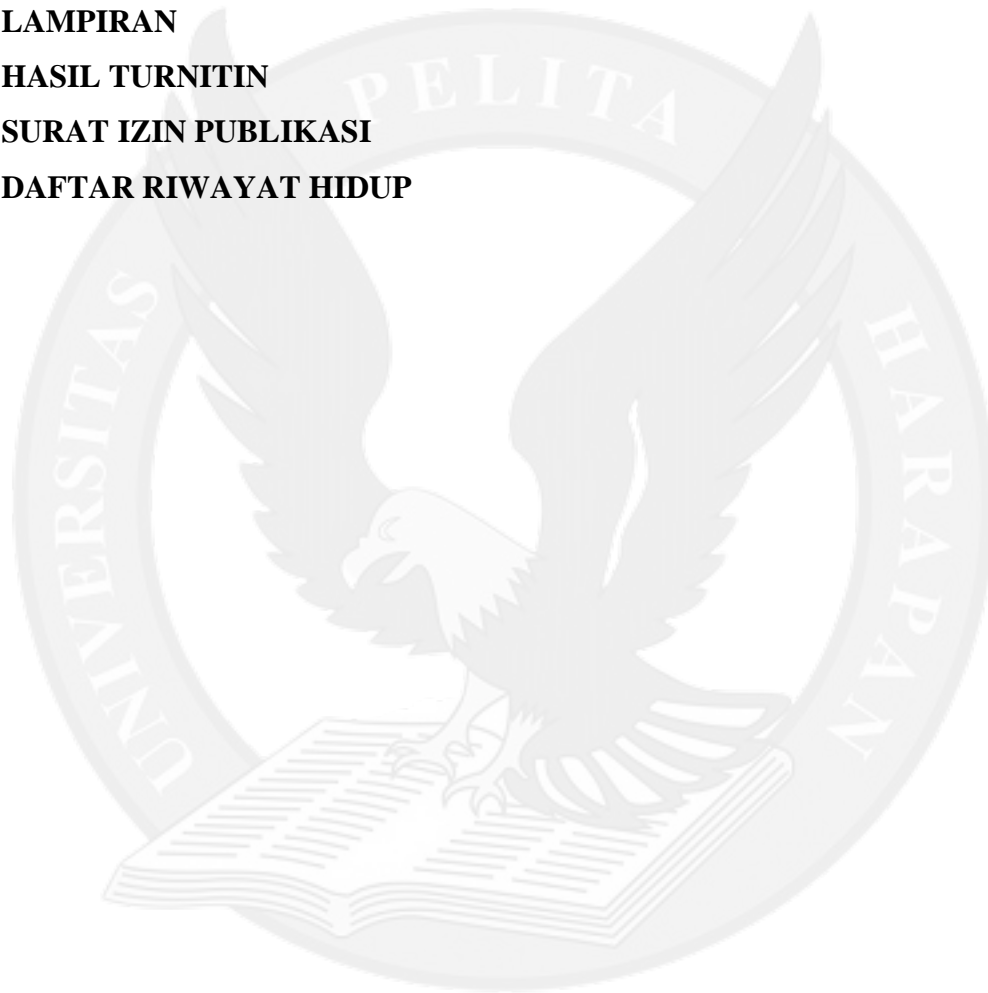 LAMPIRAN
HASIL TURNITIN
SURAT IZIN PUBLIKASI
DAFTAR RIWAYAT HIDUP
UNIVERSITAS PELITA HARAPAN